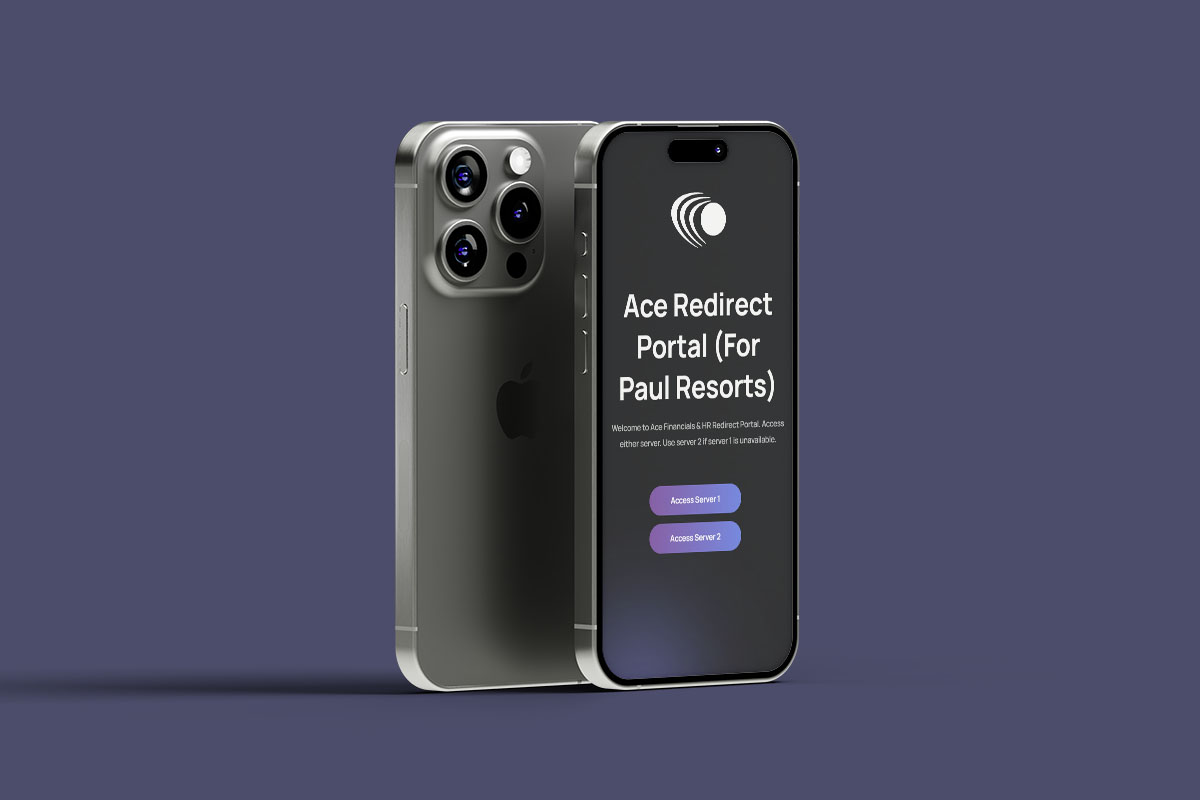 Ace Redirect
Portal (For
Paul Resorts)
Welcome to Ace Financials & HR Redirect Portal. Access
either server. Use server 2 if server 1 is unavailable.
Access Server 1
Access Server 2